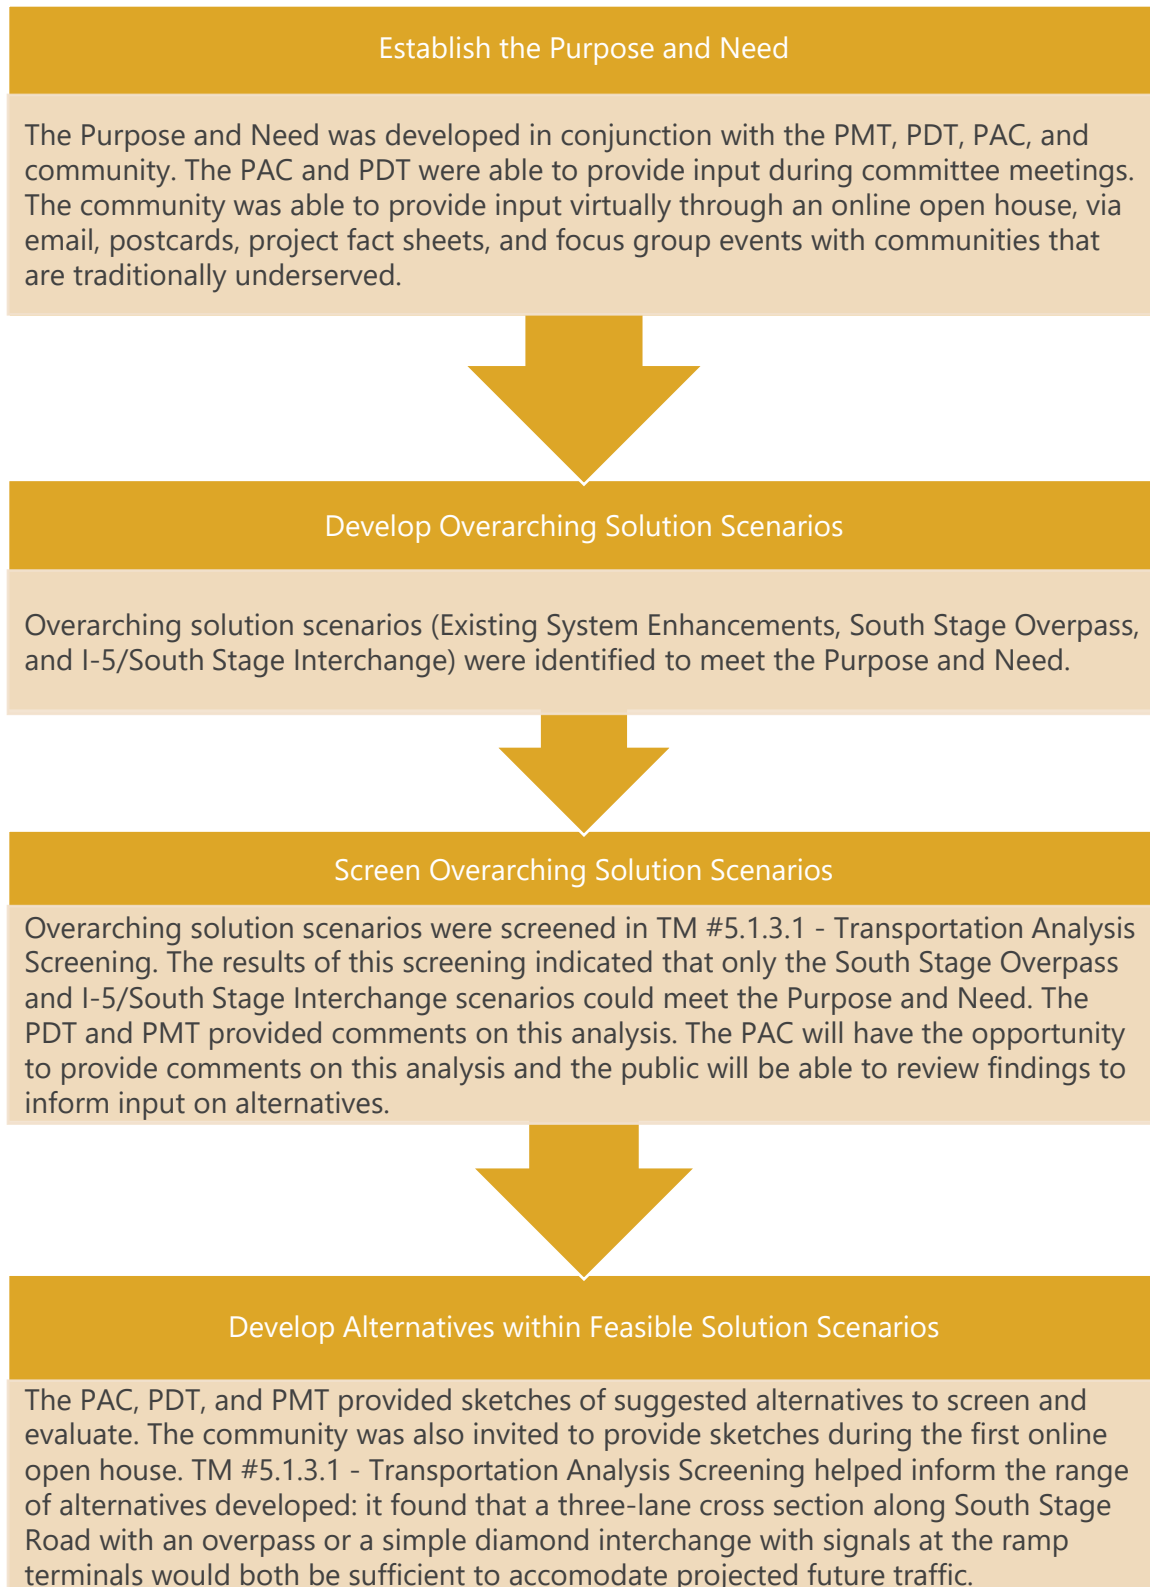 Establish the Purpose and Need
The Purpose and Need was developed in conjunction with the PMT, PDT, PAC, and
community. The PAC and PDT were able to provide input during committee meetings.
The community was able to provide input virtually through an online open house, via
email, postcards, project fact sheets, and focus group events with communities that
are traditionally underserved.
Develop Overarching Solution Scenarios
Overarching solution scenarios (Existing System Enhancements, South Stage Overpass,
and I-5/South Stage Interchange) were identified to meet the Purpose and Need.
Screen Overarching Solution Scenarios
Overarching solution scenarios were screened in TM #5.1.3.1 - Transportation Analysis
Screening. The results of this screening indicated that only the South Stage Overpass
and I-5/South Stage Interchange scenarios could meet the Purpose and Need. The
PDT and PMT provided comments on this analysis. The PAC will have the opportunity
to provide comments on this analysis and the public will be able to review findings to
inform input on alternatives.
Develop Alternatives within Feasible Solution Scenarios
The PAC, PDT, and PMT provided sketches of suggested alternatives to screen and
evaluate. The community was also invited to provide sketches during the first online
open house. TM #5.1.3.1 - Transportation Analysis Screening helped inform the range
of alternatives developed: it found that a three-lane cross section along South Stage
Road with an overpass or a simple diamond interchange with signals at the ramp
terminals would both be sufficient to accomodate projected future traffic.